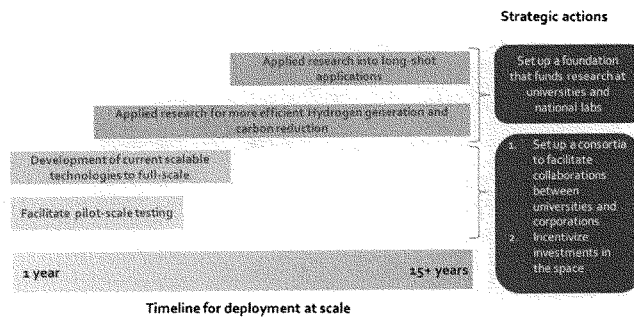 Strategic actions
Applied research into long-shot
applications
Set up a foundation
that funds research at
universities and
national labs
Applied research for more efficient Hydrogen generation and
carbon reduction
Development of current scalable
technologies to full-scale
Facilitate pilot-scale testing
1. Set up a consortia
to facilitate
collaborations
between
universities and
corporations
2. Incentivize
investments in
the space
1 year
15+ years
Timeline for deployment at scale